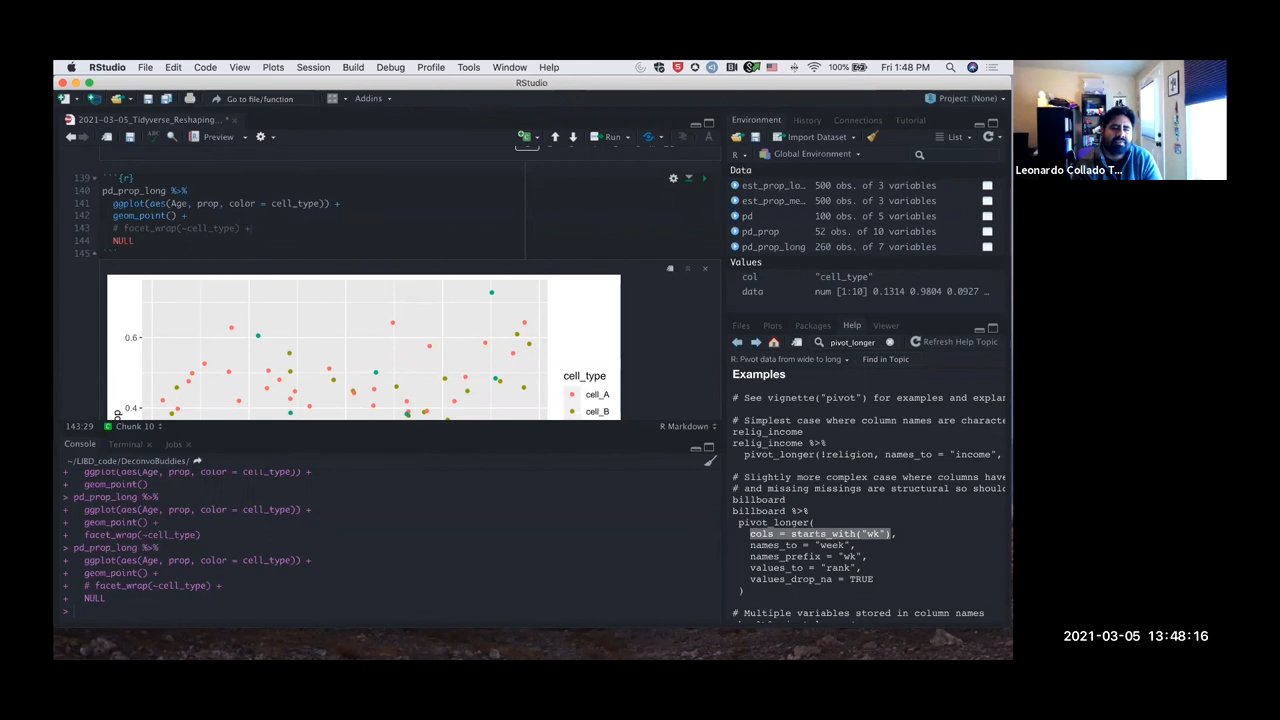 RStudio File Edit Code View Plots Session Build Debug Profile Tools Window Help 100% Fri 1:48 PM
RStudio
Go to file/function Addins Project: (None)
2021-03-05_Tidyverse_Reshaping... *
Preview Run
139 ```{r}
140 pd_prop_long %>%
141 ggplot(aes(Age, prop, color = cell_type)) +
142 geom_point() +
143 # facet_wrap(~cell_type) +
144 NULL
145 ```
0.6
0.4
cell_type
cell_A
cell_B
143:29 Chunk 10 R Markdown
Console Terminal Jobs
~/LIBD_code/DeconvoBuddies/
+ ggplot(aes(Age, prop, color = cell_type)) +
+ geom_point()
> pd_prop_long %>%
+ ggplot(aes(Age, prop, color = cell_type)) +
+ geom_point() +
+ facet_wrap(~cell_type)
> pd_prop_long %>%
+ ggplot(aes(Age, prop, color = cell_type)) +
+ geom_point() +
+ # facet_wrap(~cell_type) +
+ NULL
>
Environment History Connections Tutorial
Import Dataset List
R Global Environment
Data
est_prop_lo... 500 obs. of 3 variables
est_prop_me... 500 obs. of 3 variables
pd 100 obs. of 5 variables
pd_prop 52 obs. of 10 variables
pd_prop_long 260 obs. of 7 variables
Values
col "cell_type"
data num [1:10] 0.1314 0.9804 0.0927 ...
Files Plots Packages Help Viewer
pivot_longer Refresh Help Topic
R: Pivot data from wide to long Find in Topic
Examples
# See vignette("pivot") for examples and explan
# Simplest case where column names are characte
relig_income
relig_income %>%
pivot_longer(!religion, names_to = "income",
# Slightly more complex case where columns have
# and missing missings are structural so shoul
billboard
billboard %>%
pivot_longer(
cols = starts_with("wk"),
names_to = "week",
names_prefix = "wk",
values_to = "rank",
values_drop_na = TRUE
)
# Multiple variables stored in column names
Leonardo Collado T...
2021-03-05 13:48:16